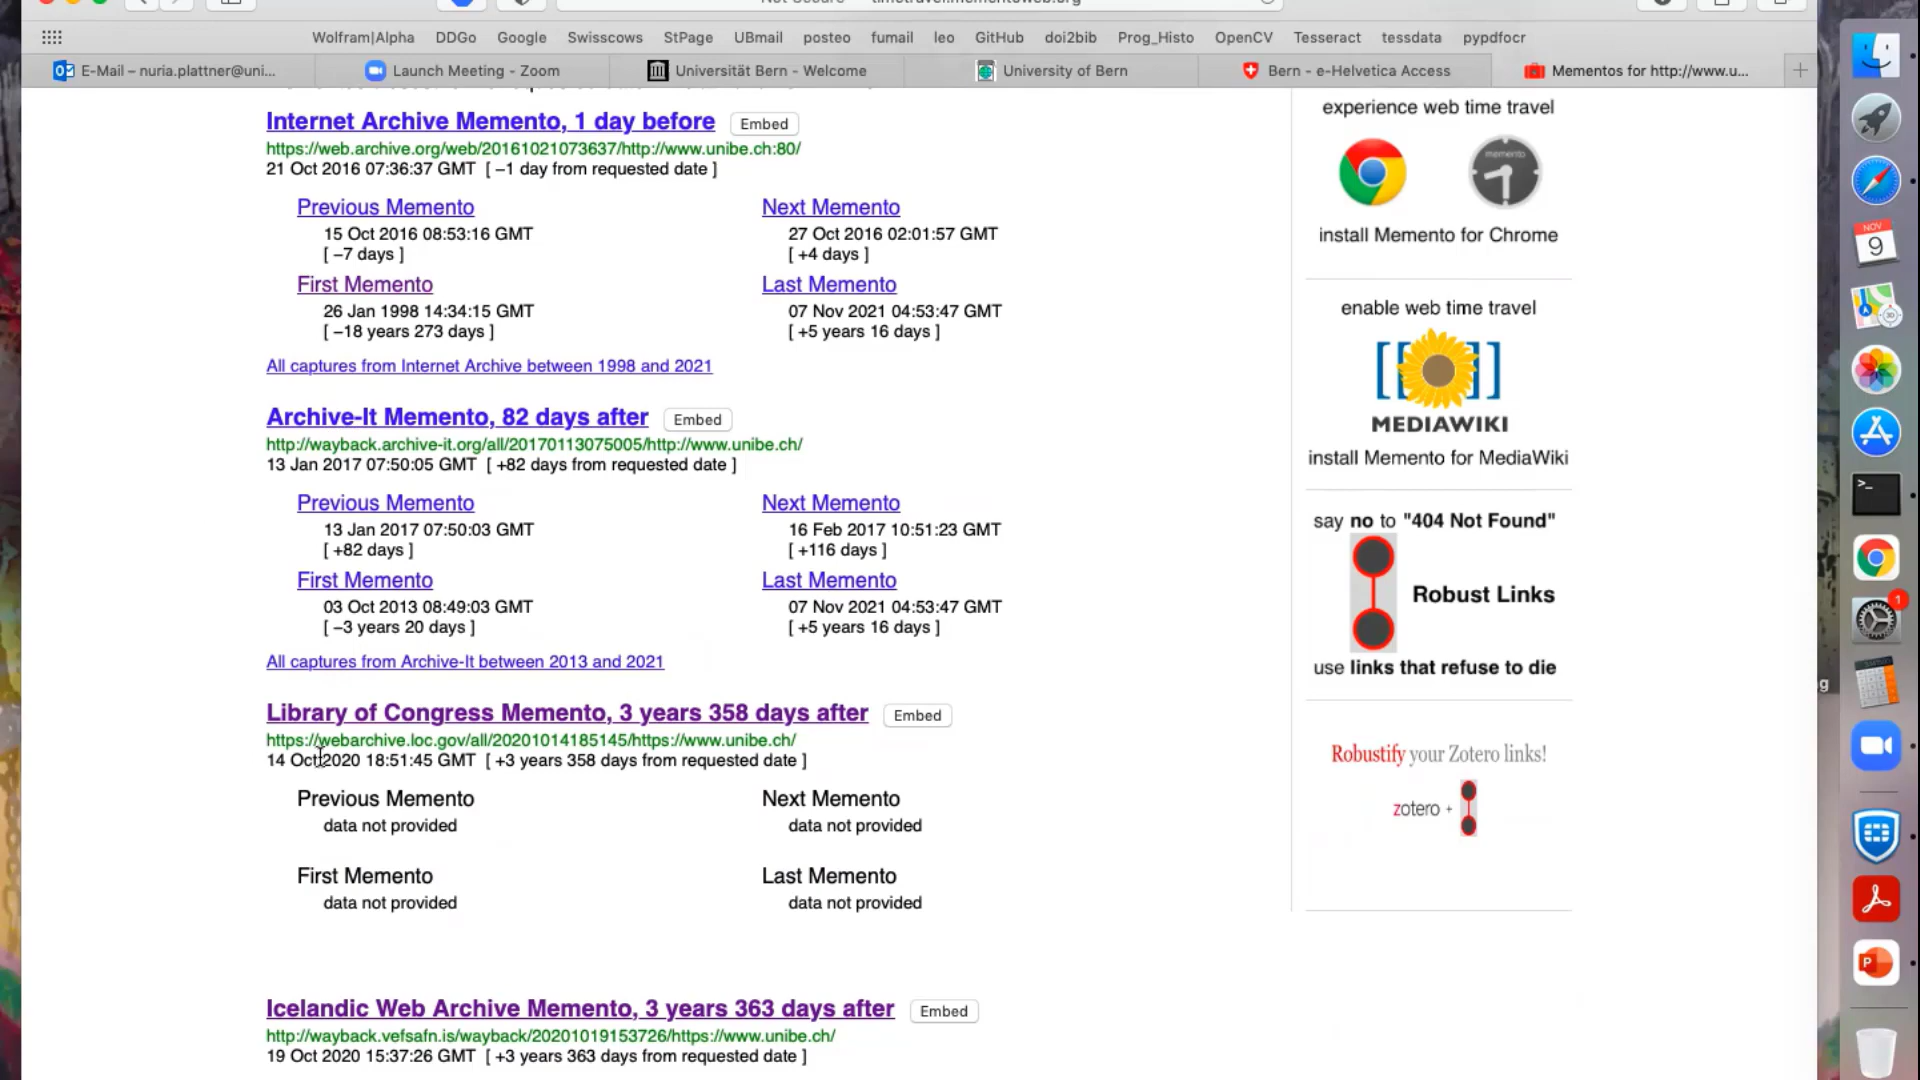 Wolfram|Alpha DDGo Google Swisscows StPage UBmail posteo fumail leo GitHub doi2bib Prog_Histo OpenCV Tesseract tessdata pypdfocr
E-Mail – nuria.plattner@uni... Launch Meeting - Zoom Universität Bern - Welcome University of Bern Bern - e-Helvetica Access Mementos for http://www.u...
Internet Archive Memento, 1 day before Embed
https://web.archive.org/web/20161021073637/http://www.unibe.ch:80/
21 Oct 2016 07:36:37 GMT [ −1 day from requested date ]
Previous Memento
15 Oct 2016 08:53:16 GMT
[ −7 days ]
Next Memento
27 Oct 2016 02:01:57 GMT
[ +4 days ]
First Memento
26 Jan 1998 14:34:15 GMT
[ −18 years 273 days ]
Last Memento
07 Nov 2021 04:53:47 GMT
[ +5 years 16 days ]
All captures from Internet Archive between 1998 and 2021
Archive-It Memento, 82 days after Embed
http://wayback.archive-it.org/all/20170113075005/http://www.unibe.ch/
13 Jan 2017 07:50:05 GMT [ +82 days from requested date ]
Previous Memento
13 Jan 2017 07:50:03 GMT
[ +82 days ]
Next Memento
16 Feb 2017 10:51:23 GMT
[ +116 days ]
First Memento
03 Oct 2013 08:49:03 GMT
[ −3 years 20 days ]
Last Memento
07 Nov 2021 04:53:47 GMT
[ +5 years 16 days ]
All captures from Archive-It between 2013 and 2021
Library of Congress Memento, 3 years 358 days after Embed
https://webarchive.loc.gov/all/20201014185145/https://www.unibe.ch/
14 Oct 2020 18:51:45 GMT [ +3 years 358 days from requested date ]
Previous Memento
data not provided
Next Memento
data not provided
First Memento
data not provided
Last Memento
data not provided
Icelandic Web Archive Memento, 3 years 363 days after Embed
http://wayback.vefsafn.is/wayback/20201019153726/https://www.unibe.ch/
19 Oct 2020 15:37:26 GMT [ +3 years 363 days from requested date ]
experience web time travel
memento
install Memento for Chrome
enable web time travel
MEDIAWIKI
install Memento for MediaWiki
say no to "404 Not Found"
Robust Links
use links that refuse to die
Robustify your Zotero links!
zotero +
NOV
9
3D
1